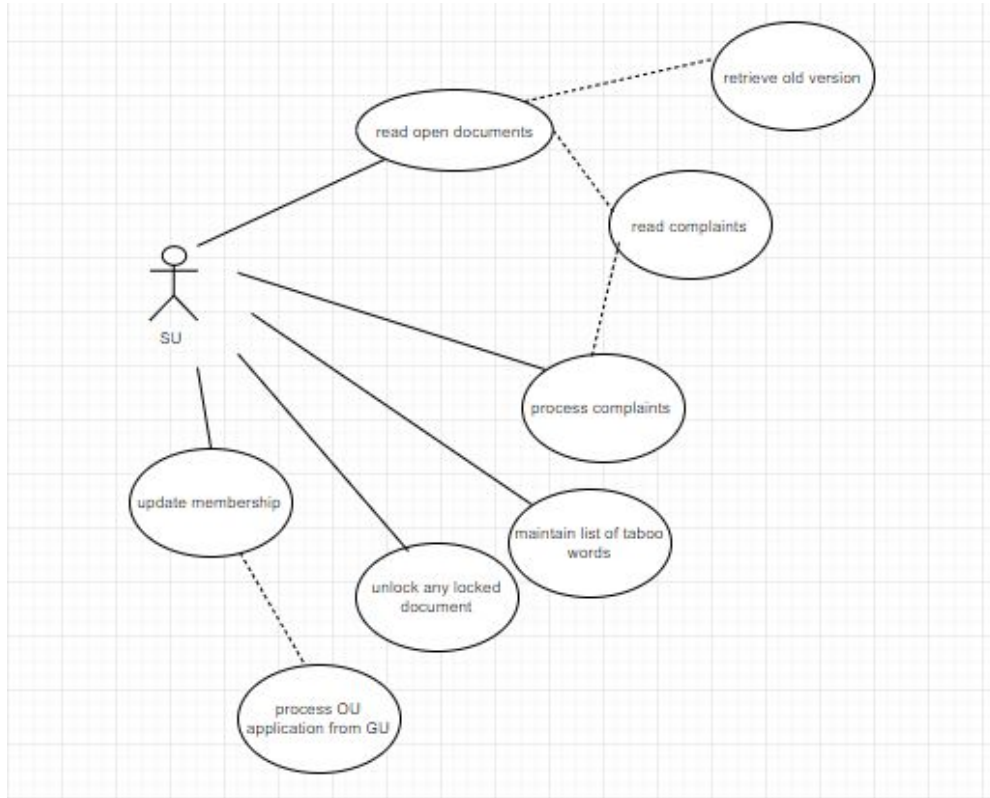 retrieve old version
read open documents
read complaints
SU
process complaints
update membership
maintain list of taboo
words
unlock any locked
document
process OU
application from GU